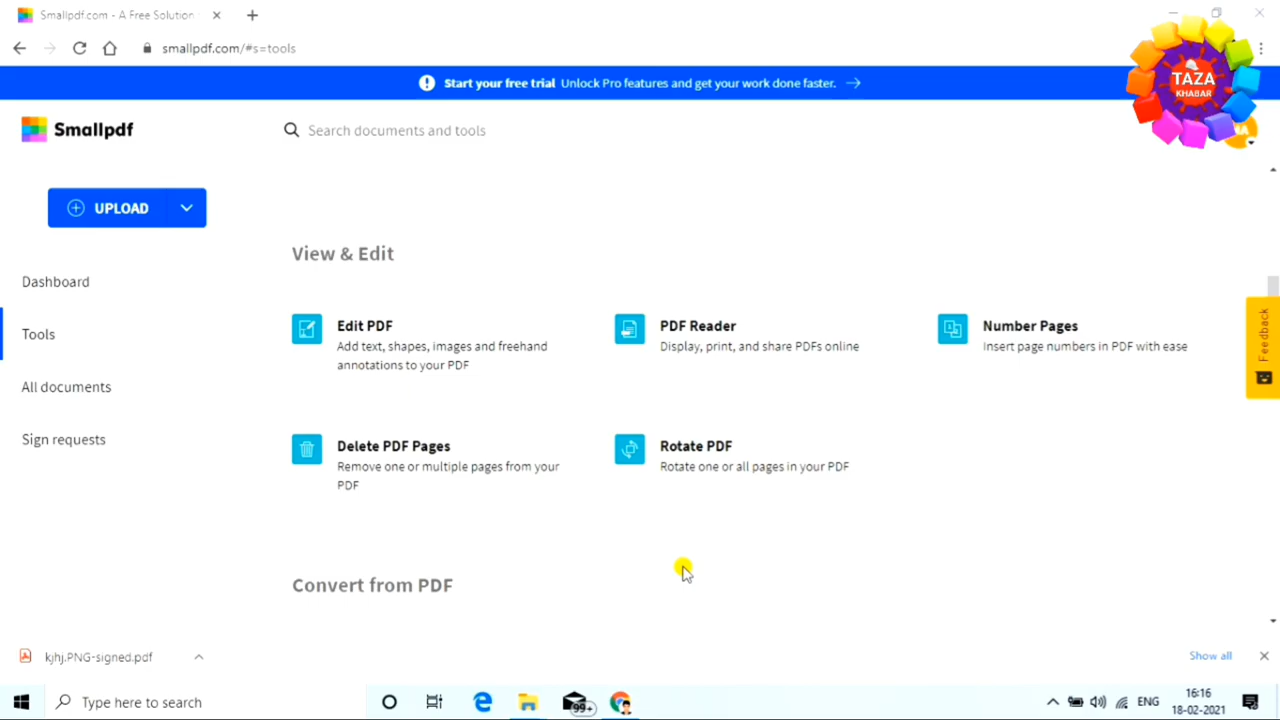 Smallpdf.com - A Free Solution
smallpdf.com/#s=tools
Start your free trial Unlock Pro features and get your work done faster.
TAZA
KHABAR
Smallpdf
Search documents and tools
UPLOAD
View & Edit
Dashboard
Edit PDF
Add text, shapes, images and freehand
annotations to your PDF
PDF Reader
Display, print, and share PDFs online
Number Pages
Insert page numbers in PDF with ease
Feedback
Tools
All documents
Sign requests
Delete PDF Pages
Remove one or multiple pages from your
PDF
Rotate PDF
Rotate one or all pages in your PDF
Convert from PDF
kjhj.PNG-signed.pdf
Show all
Type here to search
99+
ENG
16:16
18-02-2021